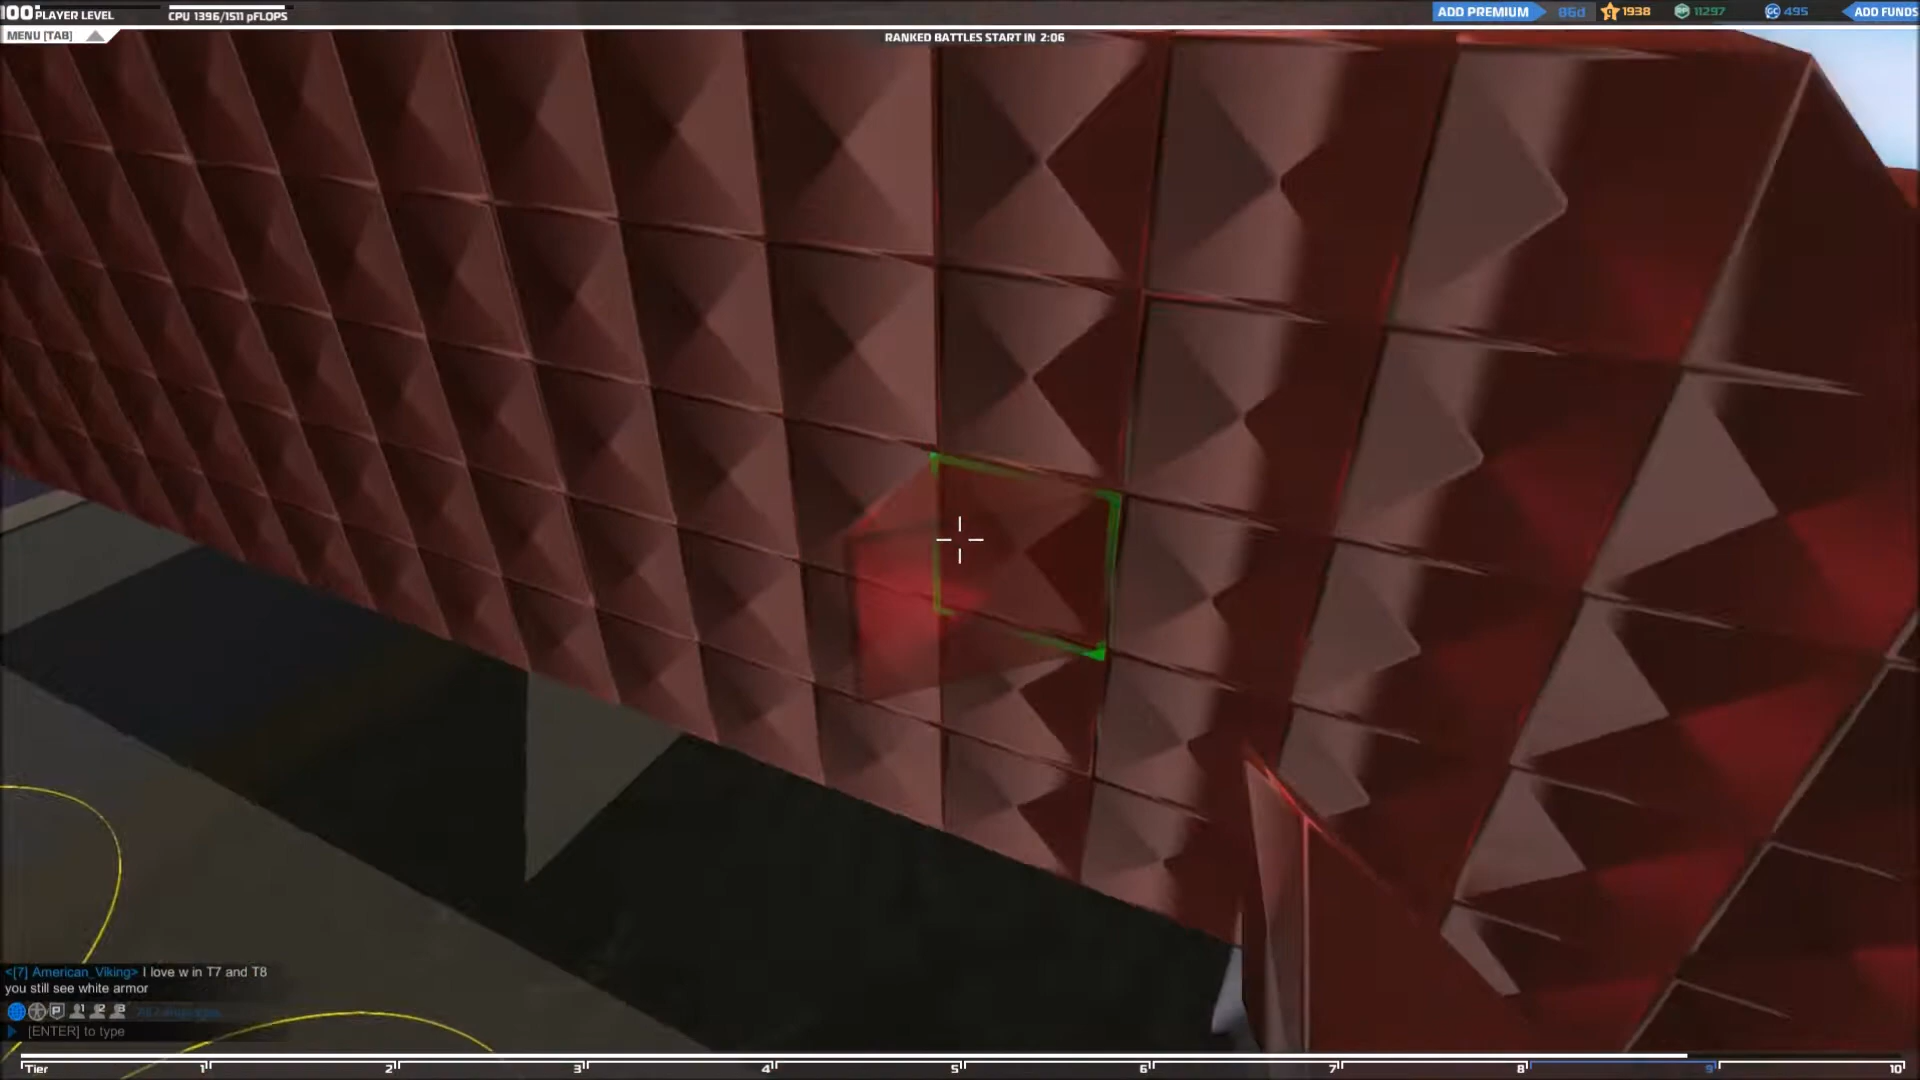 100 PLAYER LEVEL CPU 1396/1511 pFLOPS ADD PREMIUM 86d 1938 11297 GC 495 ADD FUNDS
MENU [TAB]
RANKED BATTLES START IN 2:06
<[7] American_Viking> I love w in T7 and T8
you still see white armor
[ENTER] to type
Tier 1 2 3 4 5 6 7 8 9 10